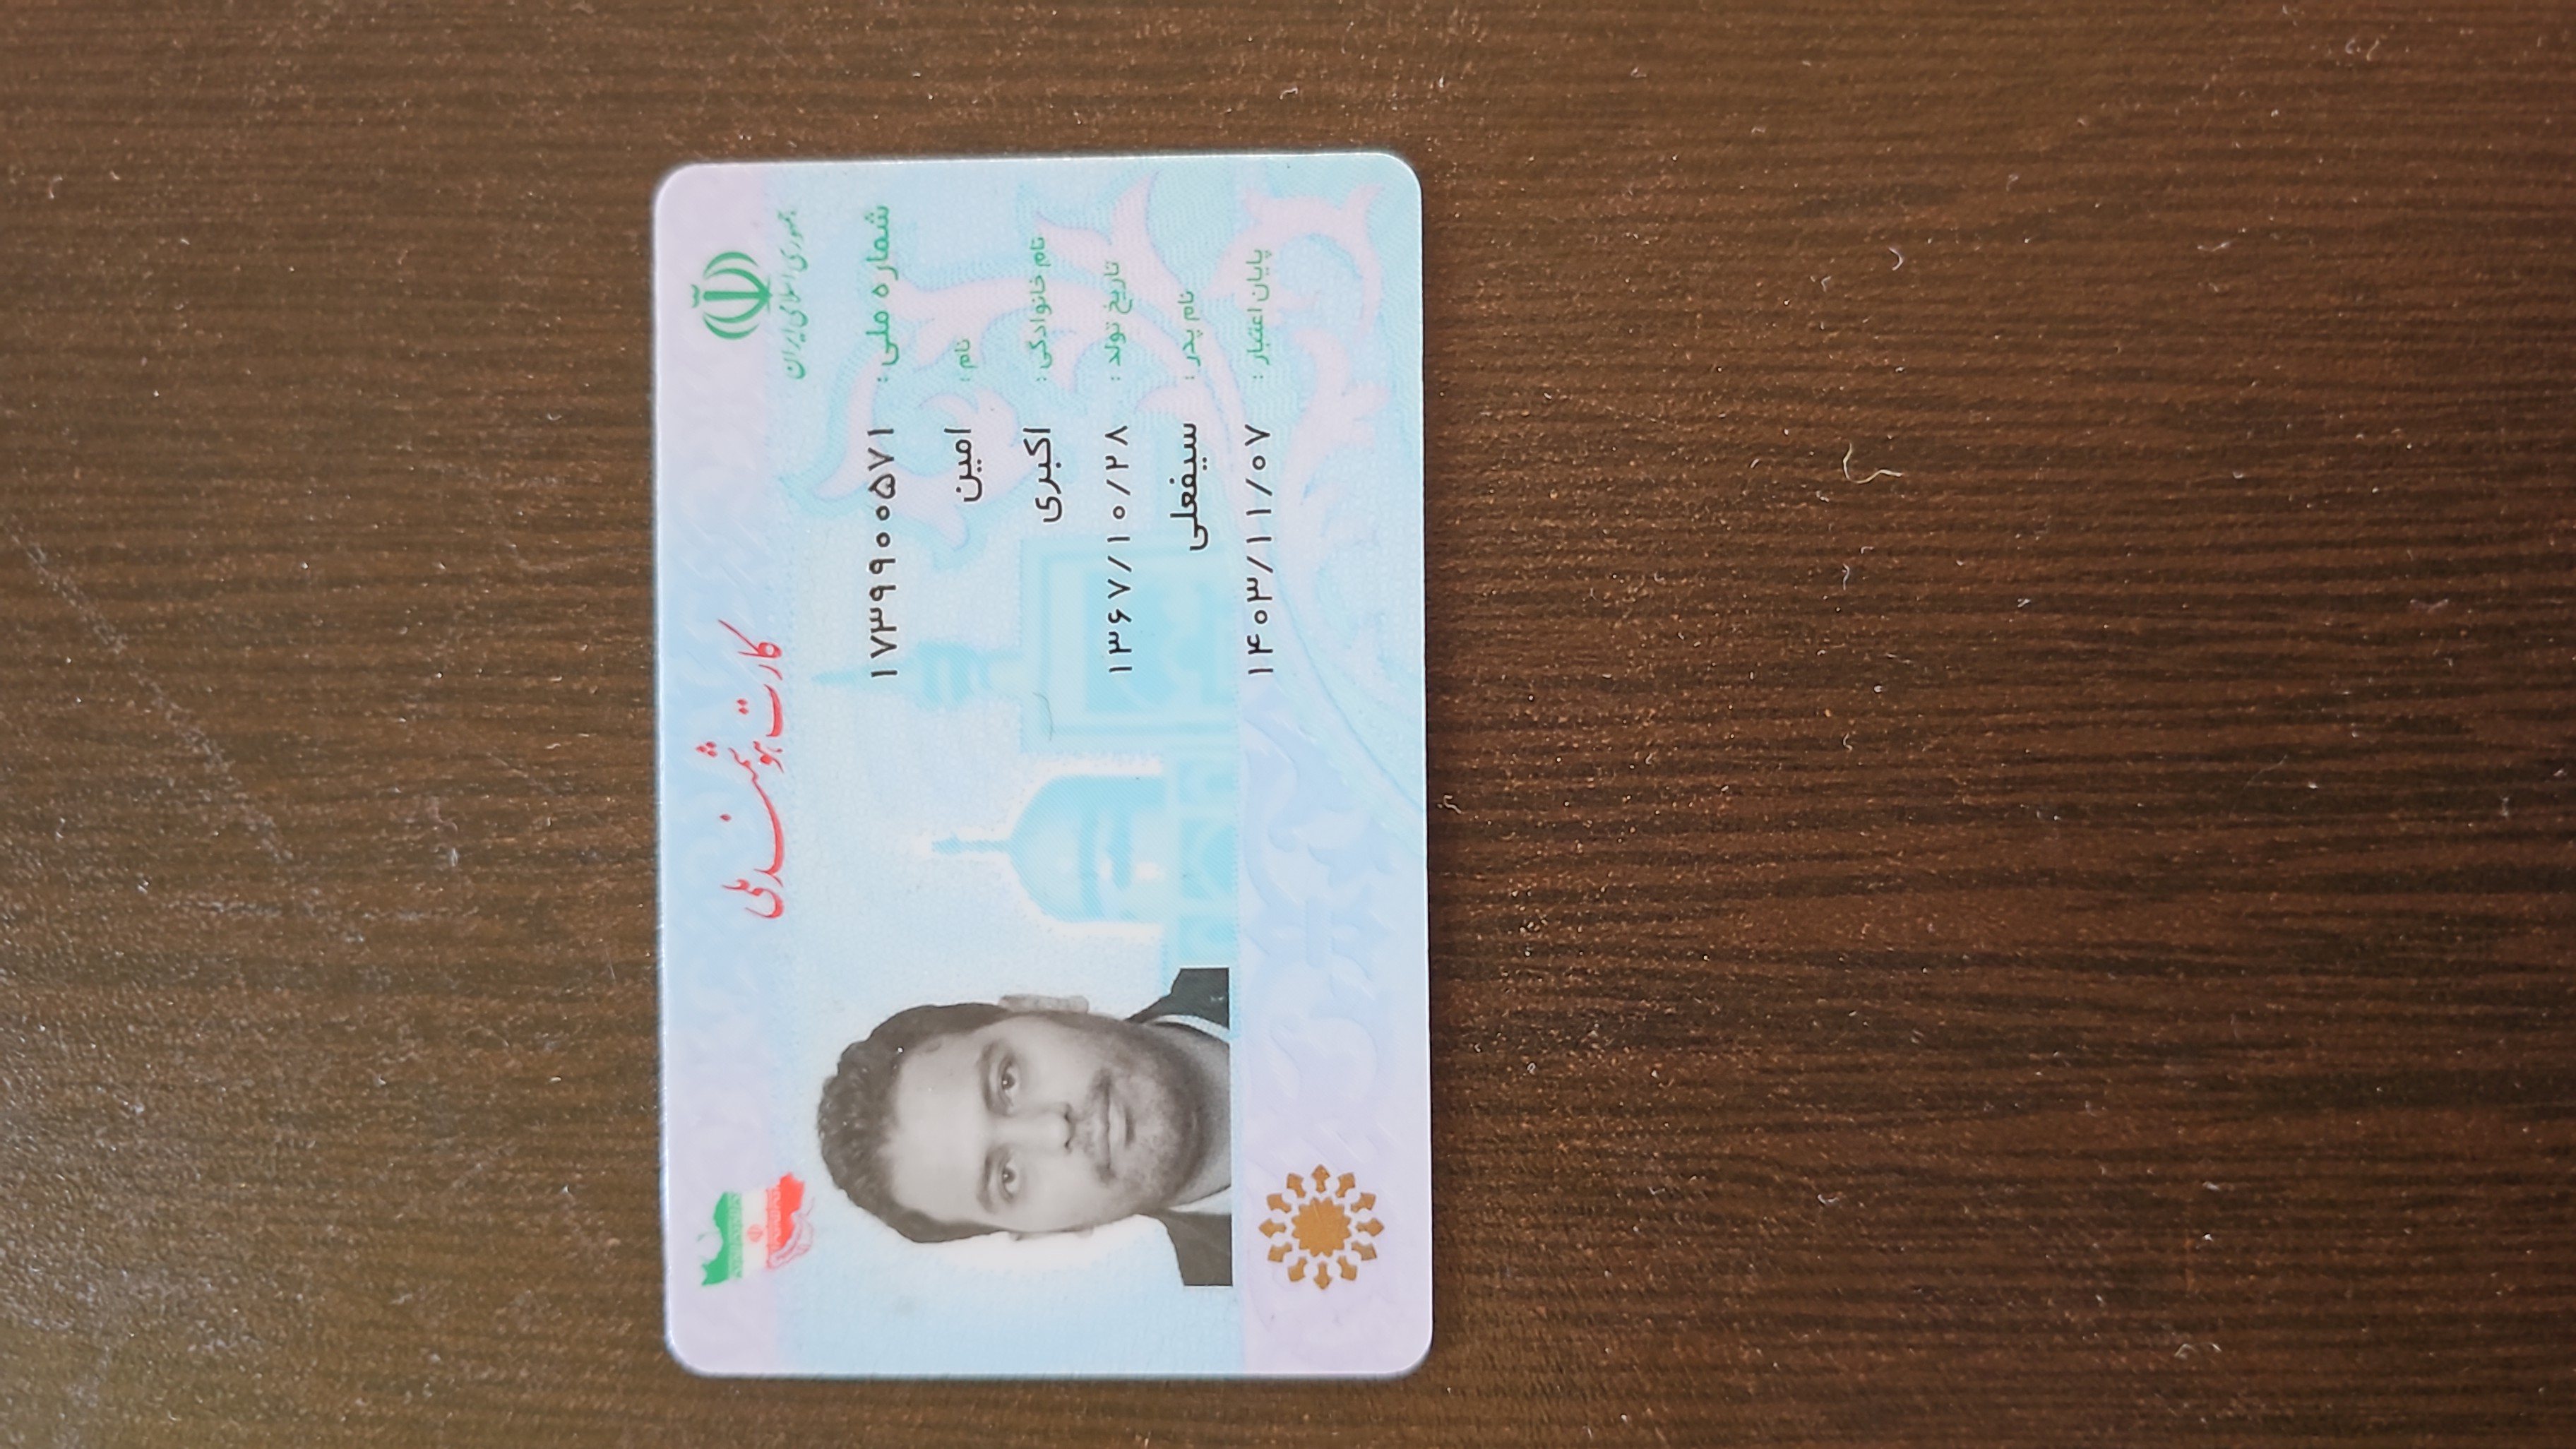 کارت هوشمند ملی
جمهوری اسلامی ایران
شماره ملی : ۱۷۳۹۹۰۰۵۷۱
نام : امین
نام خانوادگی : اکبری
تاریخ تولد : ۱۳۶۷/۱۰/۲۸
نام پدر : سیفعلی
پایان اعتبار : ۱۴۰۳/۱۱/۰۷